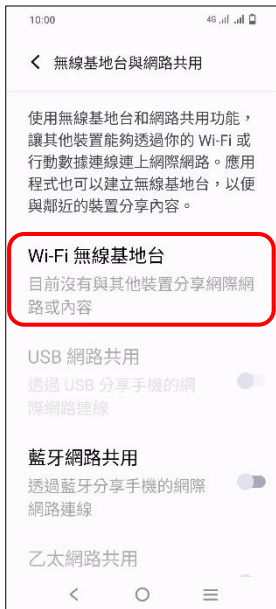 10:00
4G
無線基地台與網路共用
使用無線基地台和網路共用功能，
讓其他裝置能夠透過你的 Wi-Fi 或
行動數據連線連上網際網路。應用
程式也可以建立無線基地台，以便
與鄰近的裝置分享內容。
Wi-Fi 無線基地台
目前沒有與其他裝置分享網際網
路或內容
USB 網路共用
透過 USB 分享手機的網
際網路連線
藍牙網路共用
透過藍牙分享手機的網際
網路連線
乙太網路共用